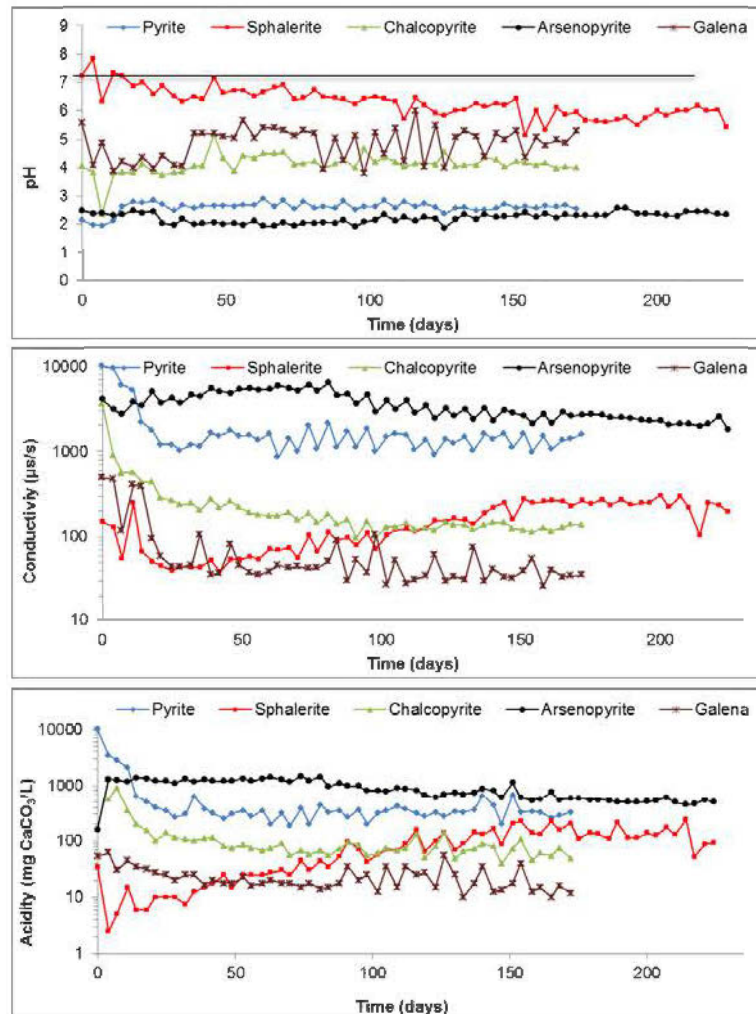 Pyrite Sphalerite Chalcopyrite Arsenopyrite Galena
9
8
7
6
5
4
3
2
1
0
pH
0 50 100 150 200
Time (days)
Pyrite Sphalerite Chalcopyrite Arsenopyrite Galena
10000
1000
100
10
Conductiviy (µs/s)
0 50 100 150 200
Time (days)
Pyrite Sphalerite Chalcopyrite Arsenopyrite Galena
10000
1000
100
10
1
Acidity (mg CaCO₃'L)
0 50 100 150 200
Time (days)